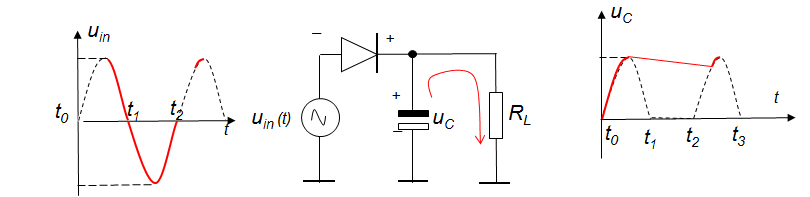 u_in
t_0
t_1
t_2
t
−
+
u_in (t)
+
−
u_C
R_L
u_C
t
t_0
t_1
t_2
t_3